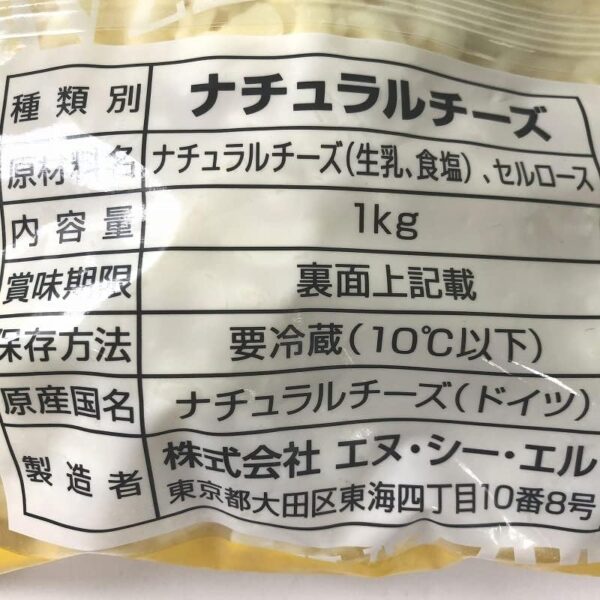 種類別 ナチュラルチーズ
原材料名 ナチュラルチーズ(生乳、食塩)、セルロース
内容量 1kg
賞味期限 裏面上記載
保存方法 要冷蔵(10℃以下)
原産国名 ナチュラルチーズ(ドイツ)
製造者 株式会社 エヌ・シー・エル
東京都大田区東海四丁目10番8号